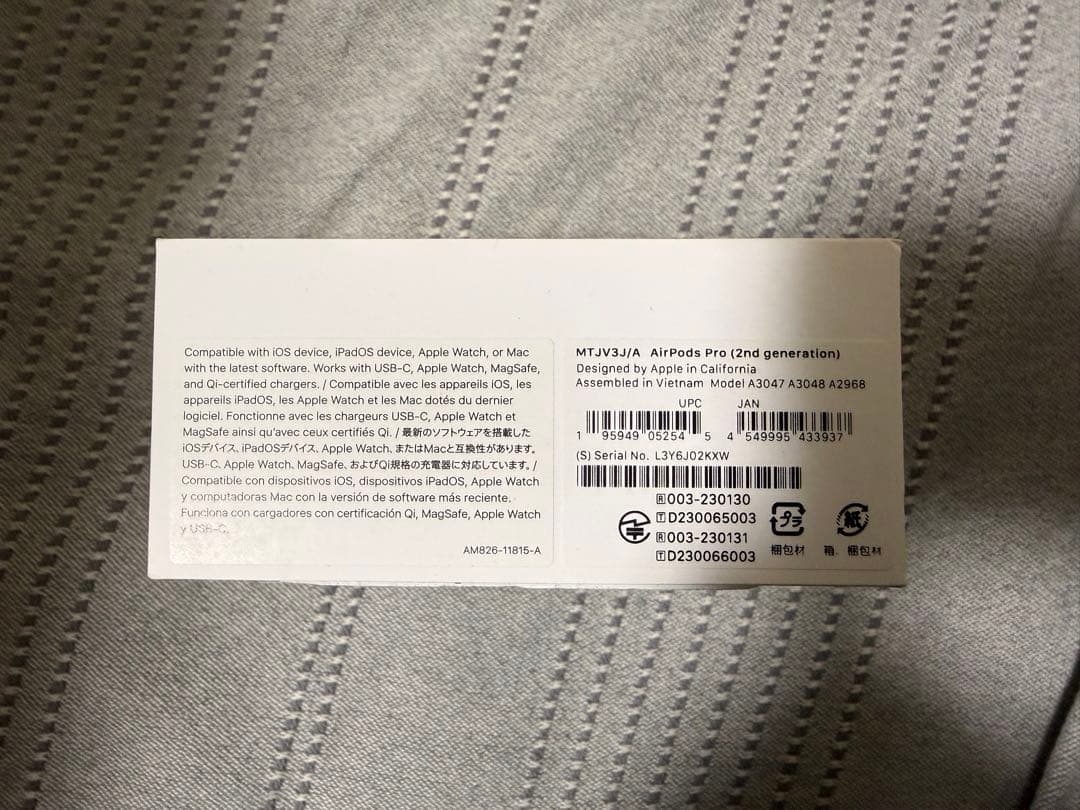 Compatible with iOS device, iPadOS device, Apple Watch, or Mac
with the latest software. Works with USB-C, Apple Watch, MagSafe,
and Qi-certified chargers. / Compatible avec les appareils iOS, les
appareils iPadOS, les Apple Watch et les Mac dotés du dernier
logiciel. Fonctionne avec les chargeurs USB-C, Apple Watch et
MagSafe ainsi qu'avec ceux certifiés Qi. / 最新のソフトウェアを搭載した
iOSデバイス、iPadOSデバイス、Apple Watch、またはMacと互換性があります。
USB-C、Apple Watch、MagSafe、およびQi規格の充電器に対応しています。/
Compatible con dispositivos iOS, dispositivos iPadOS, Apple Watch
y computadoras Mac con la versión de software más reciente.
Funciona con cargadores con certificación Qi, MagSafe, Apple Watch
y USB-C.
AM826-11815-A
MTJV3J/A AirPods Pro (2nd generation)
Designed by Apple in California
Assembled in Vietnam Model A3047 A3048 A2968
UPC JAN
1 95949 05254 5 4 549995 433937
(S) Serial No. L3Y6J02KXW
R 003-230130
T D230065003
R 003-230131
T D230066003
プラ
梱包材
紙
箱、梱包材